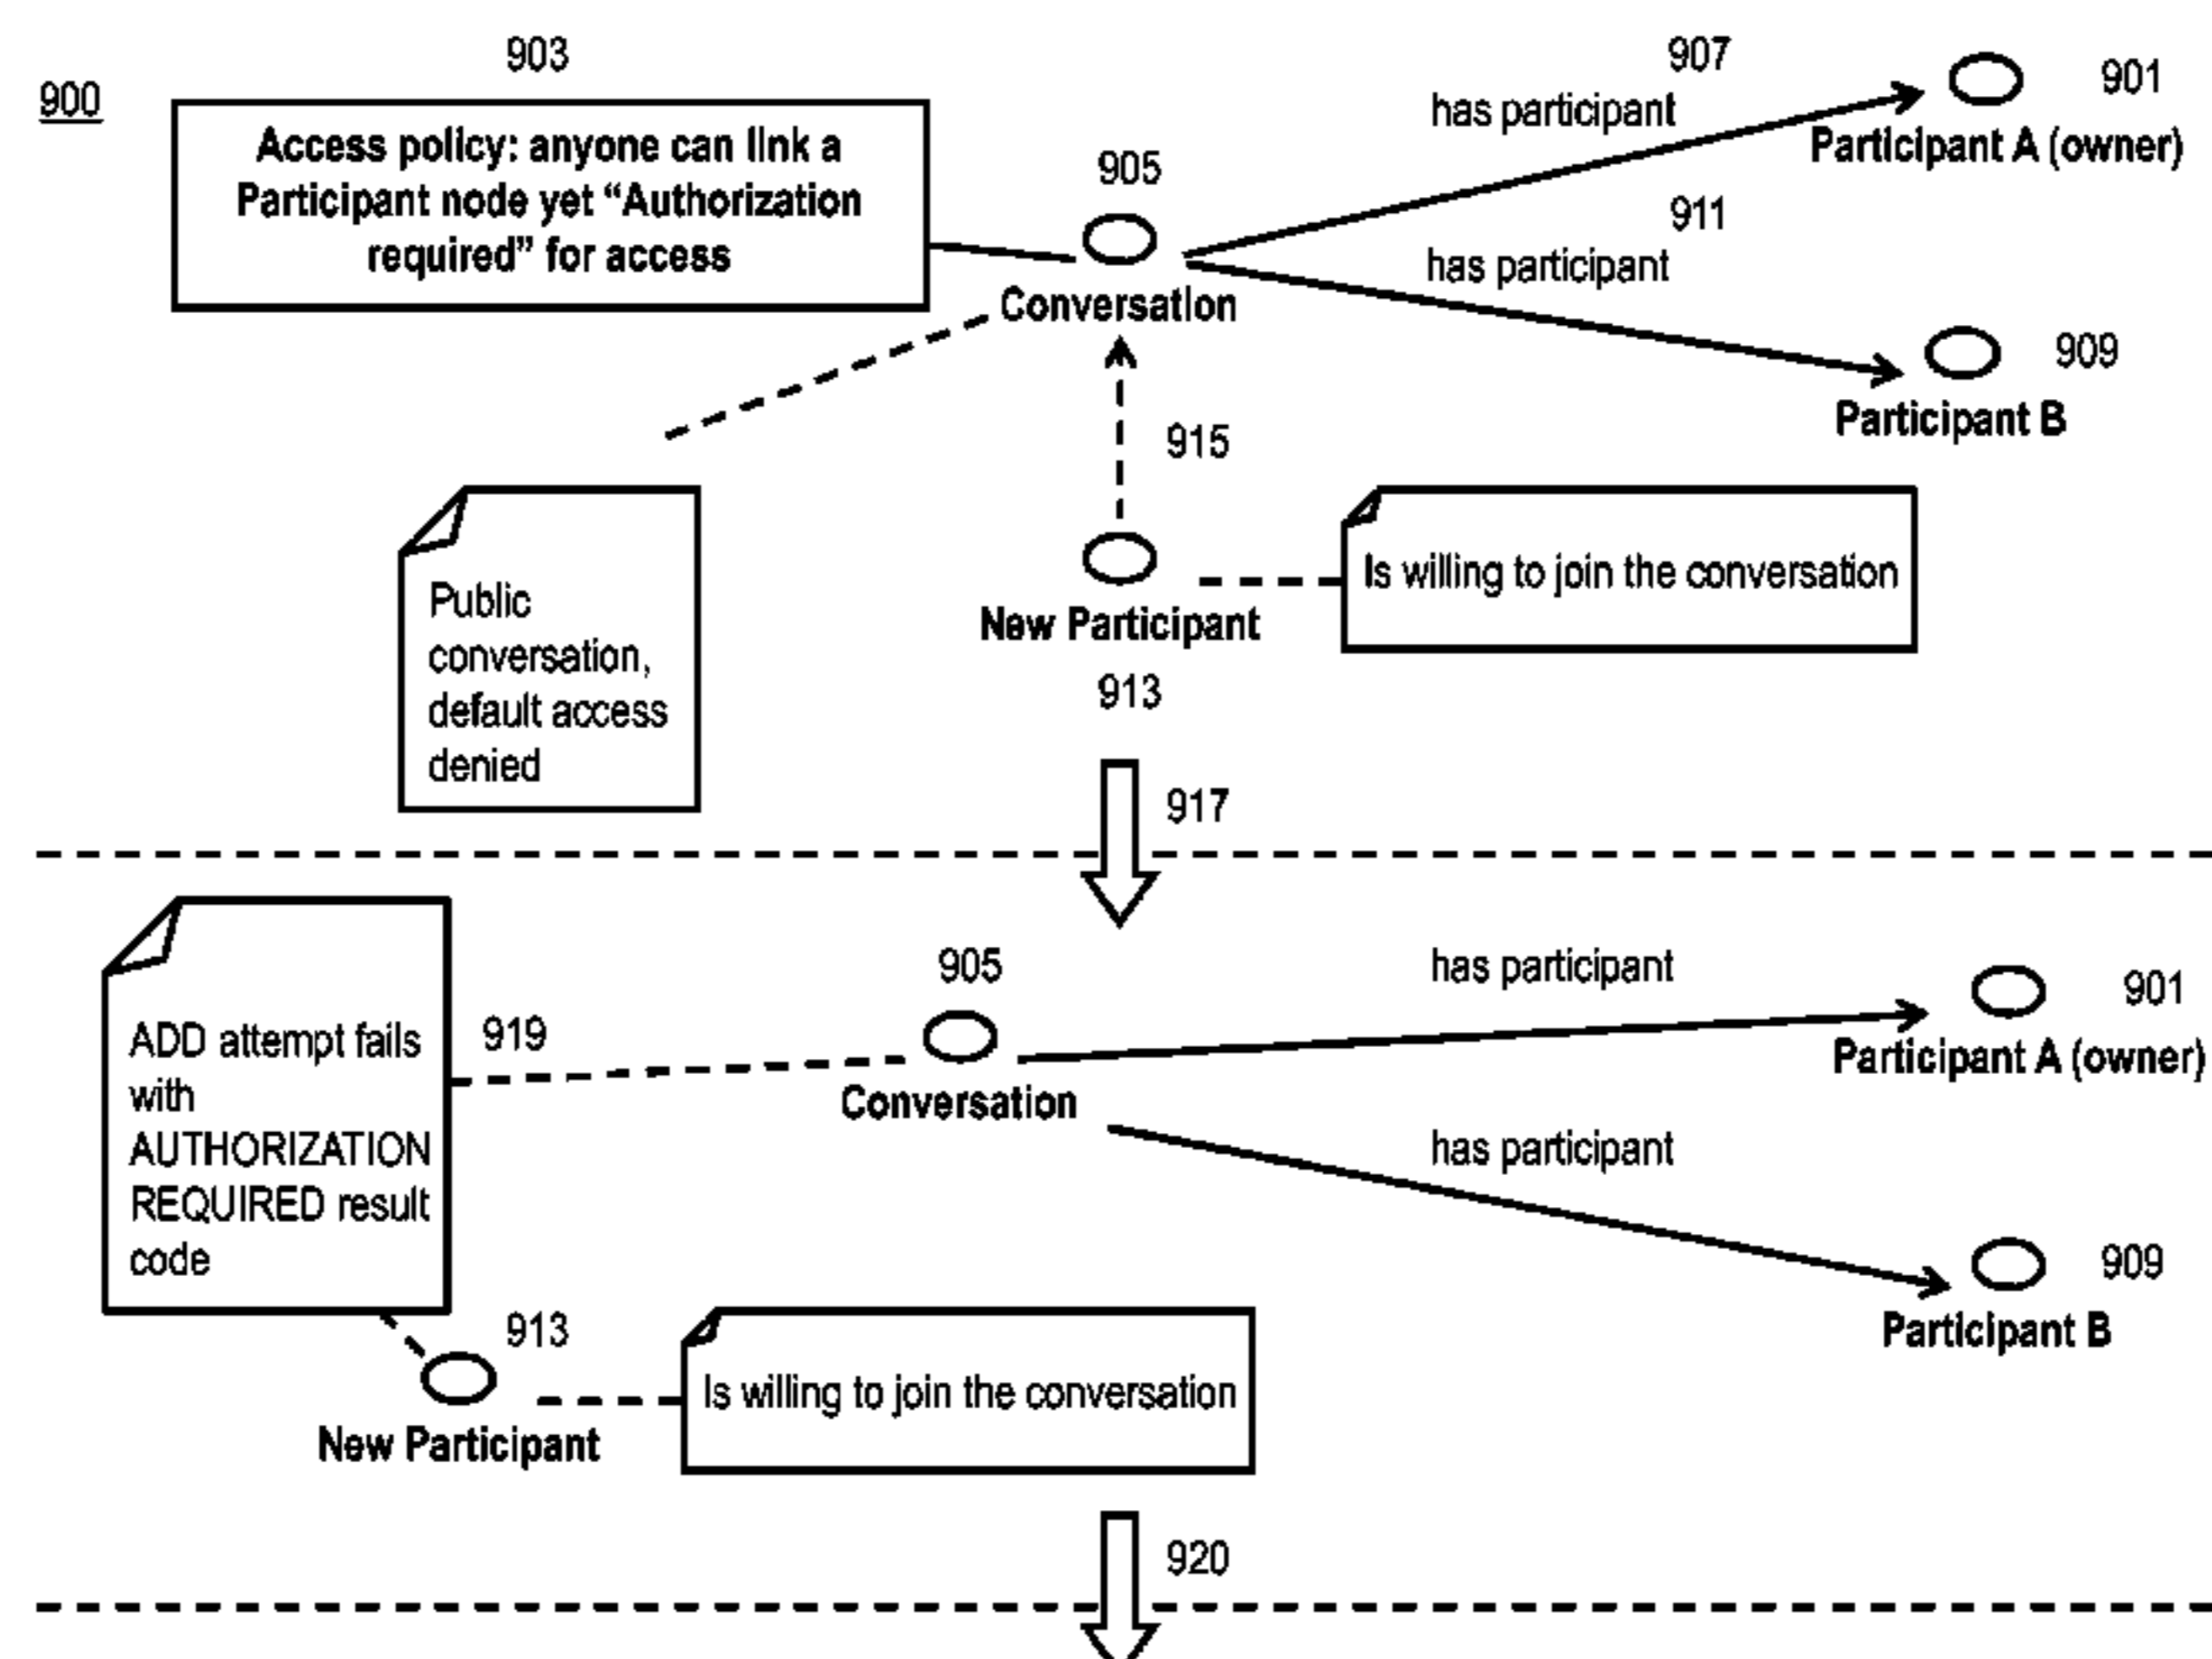 900
903
Access policy: anyone can link a
Participant node yet “Authorization
required” for access
905
Conversation
907
has participant
901
Participant A (owner)
911
has participant
909
Participant B
915
Public
conversation,
default access
denied
New Participant
913
Is willing to join the conversation
917
ADD attempt fails
with
AUTHORIZATION
REQUIRED result
code
919
905
Conversation
has participant
901
Participant A (owner)
has participant
909
Participant B
913
New Participant
Is willing to join the conversation
920